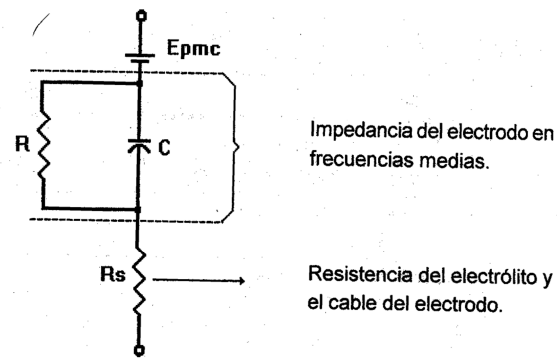 Epmc
R
C
Impedancia del electrodo en
frecuencias medias.
Rs
Resistencia del electrólito y
el cable del electrodo.